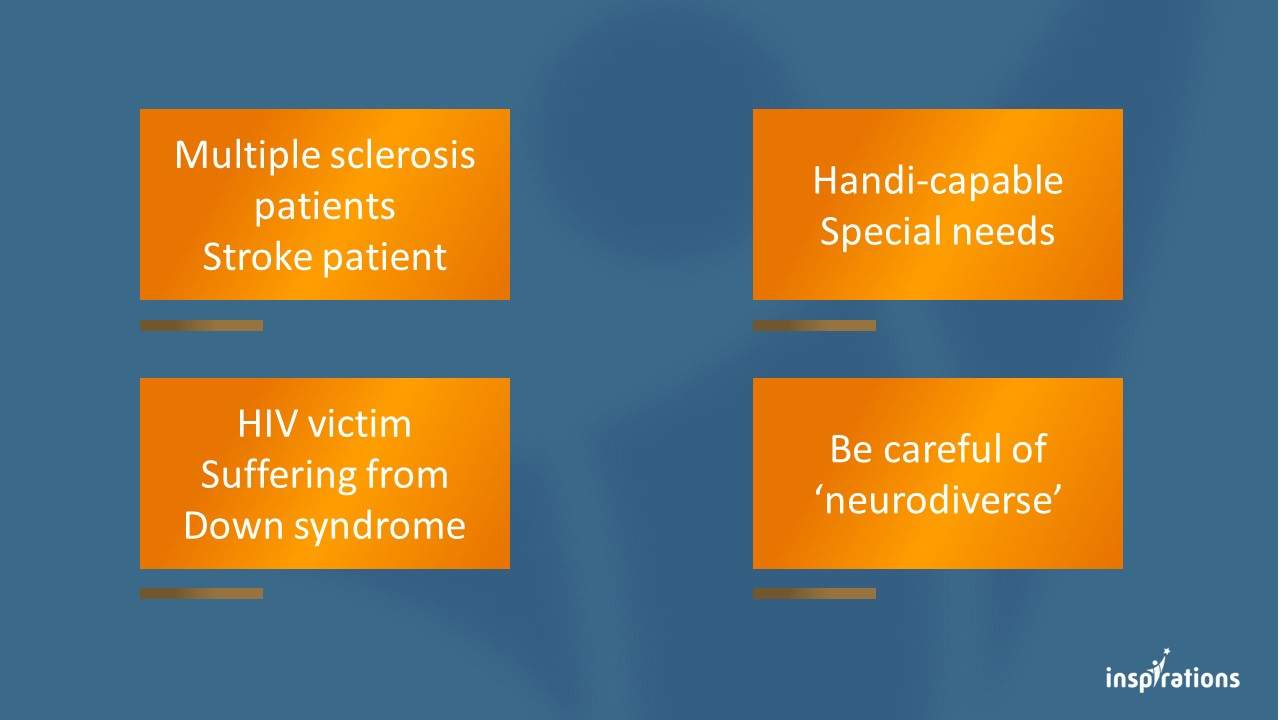 Multiple sclerosis
patients
Stroke patient
Handi-capable
Special needs
HIV victim
Suffering from
Down syndrome
Be careful of
‘neurodiverse’
inspirations